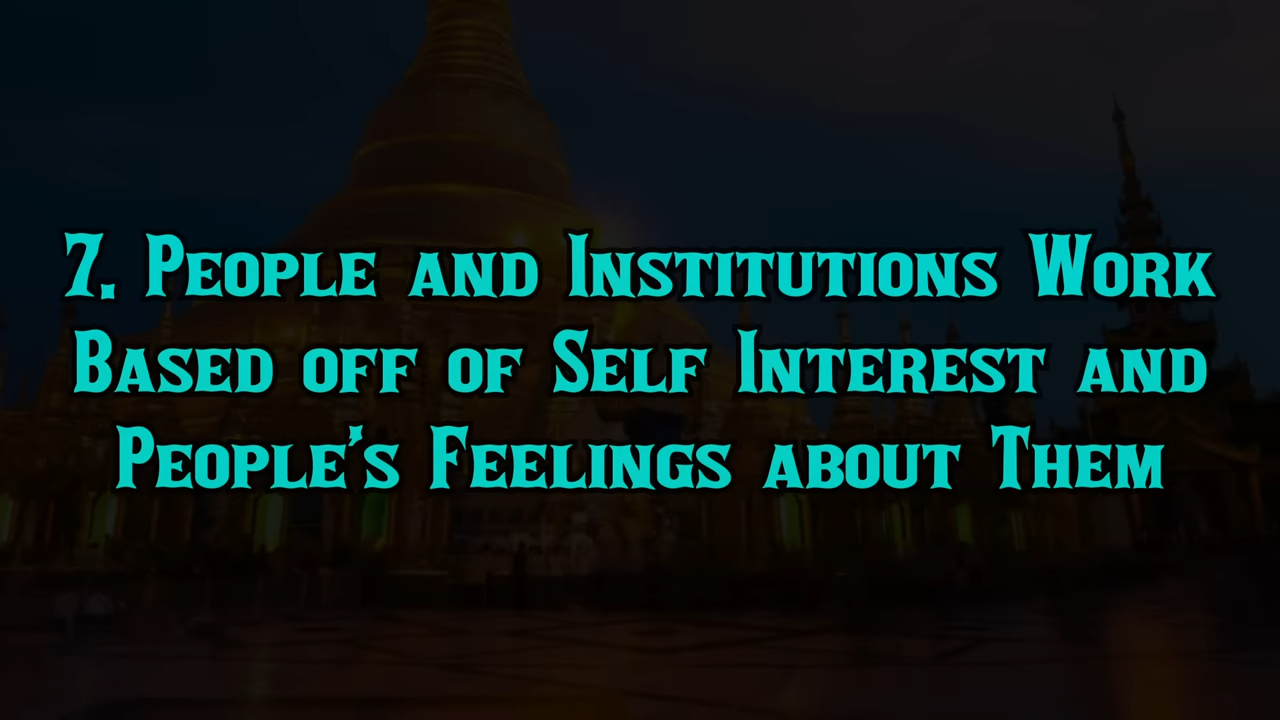 7. People and Institutions Work
Based off of Self Interest and
People's Feelings about Them